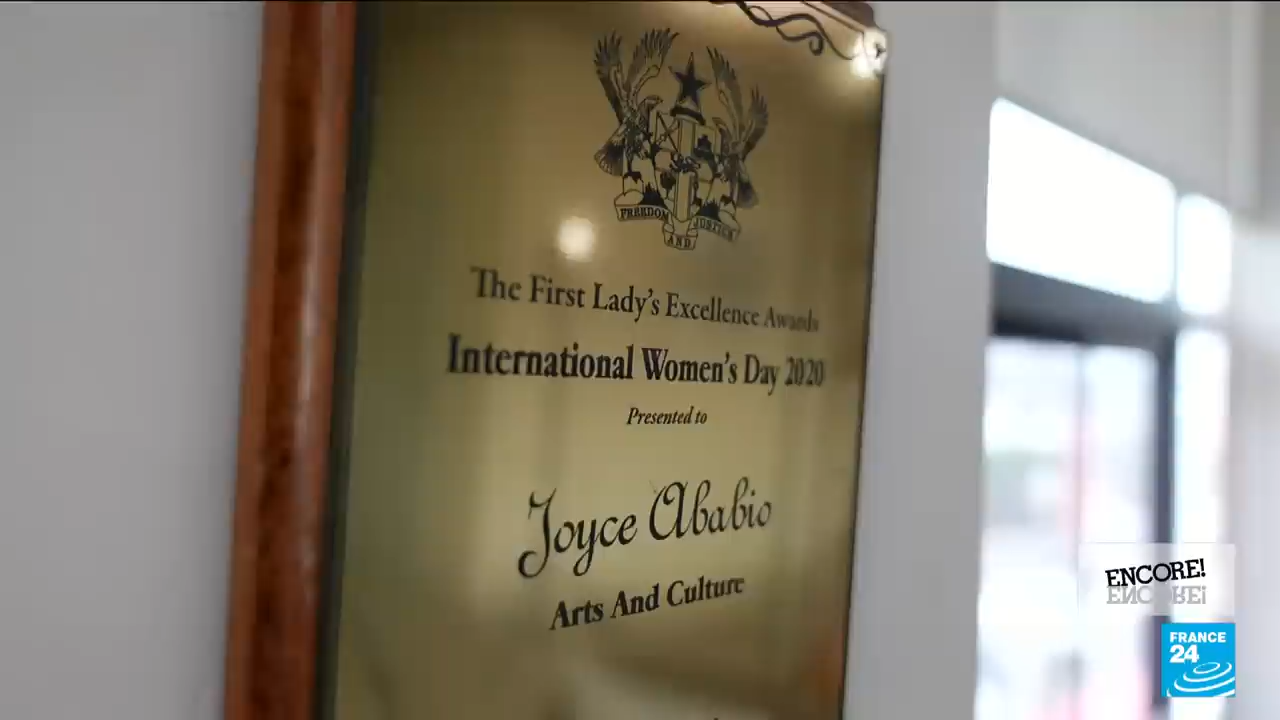 FREEDOM
AND
JUSTICE
The First Lady's Excellence Awards
International Women's Day 2020
Presented to
Joyce Ababio
Arts And Culture
ENCORE!
ENCORE!
FRANCE
24